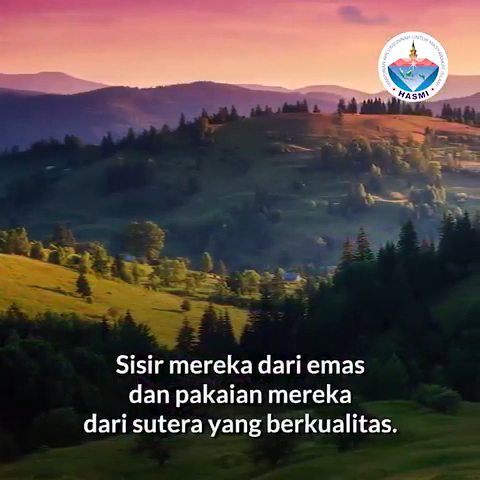 HASMI
Sisir mereka dari emas
dan pakaian mereka
dari sutera yang berkualitas.